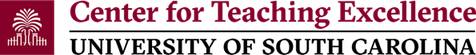 Center for Teaching Excellence
UNIVERSITY OF SOUTH CAROLINA